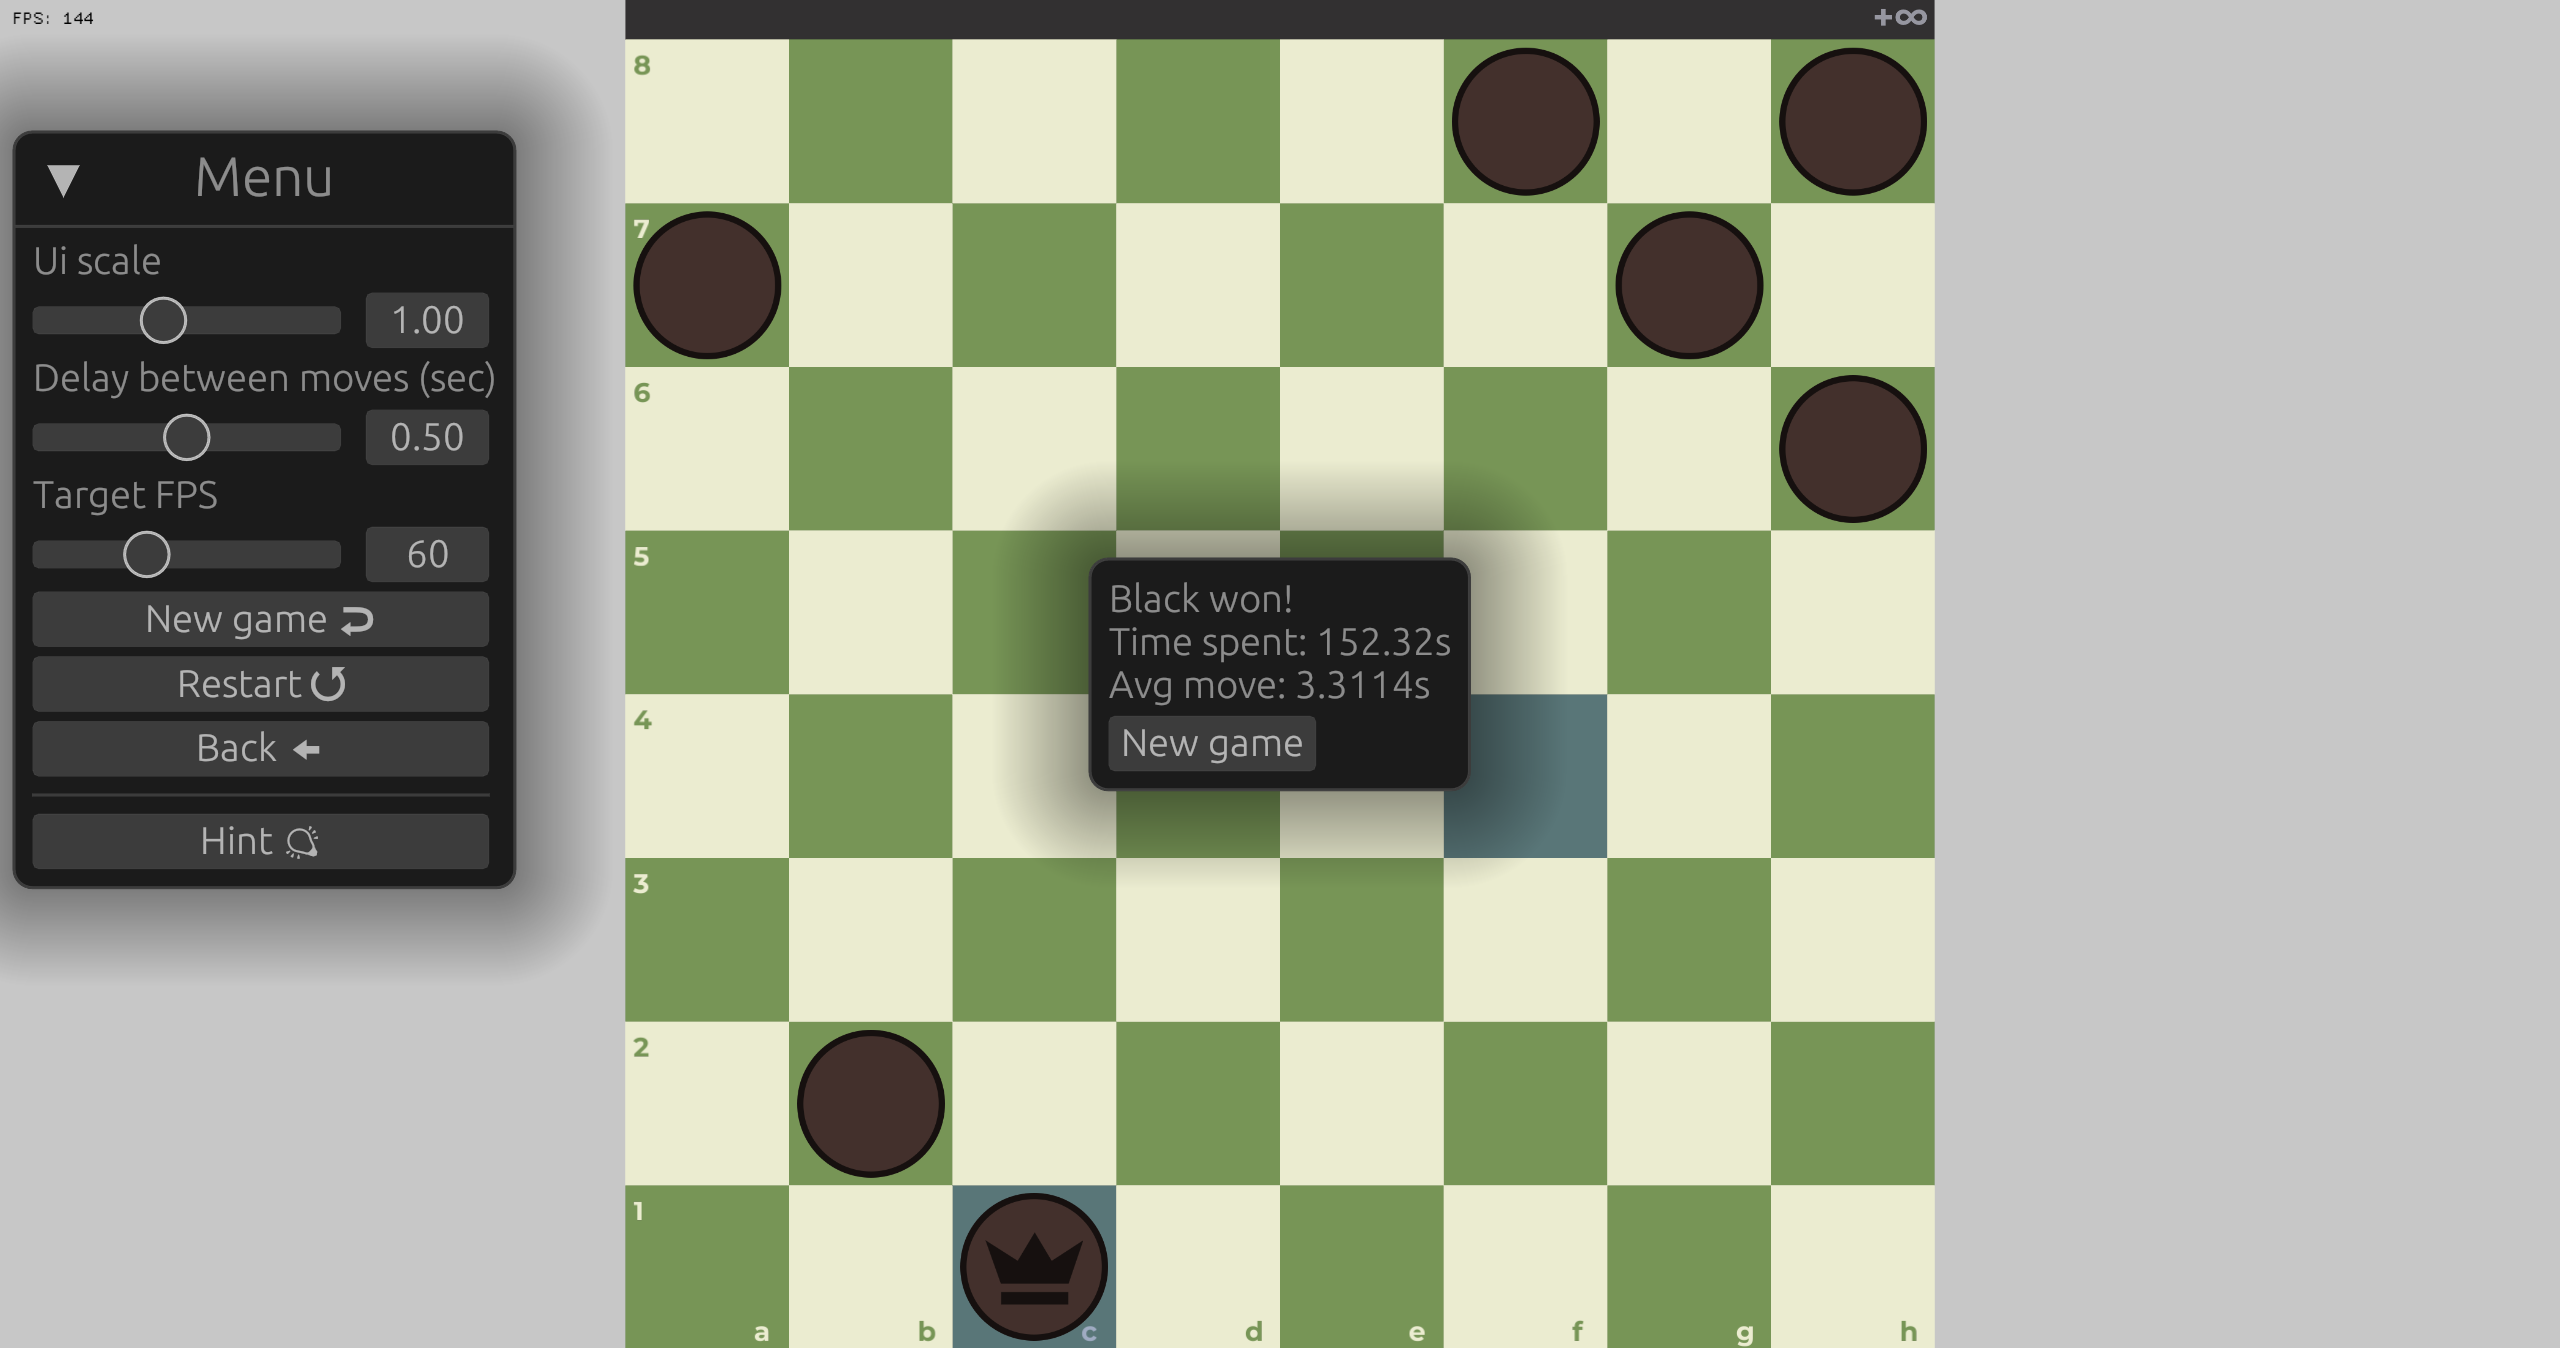 FPS: 144
+∞
Menu
Ui scale
1.00
Delay between moves (sec)
0.50
Target FPS
60
New game
Restart
Back
Hint
8
7
6
5
4
3
2
1
a b c d e f g h
Black won!
Time spent: 152.32s
Avg move: 3.3114s
New game